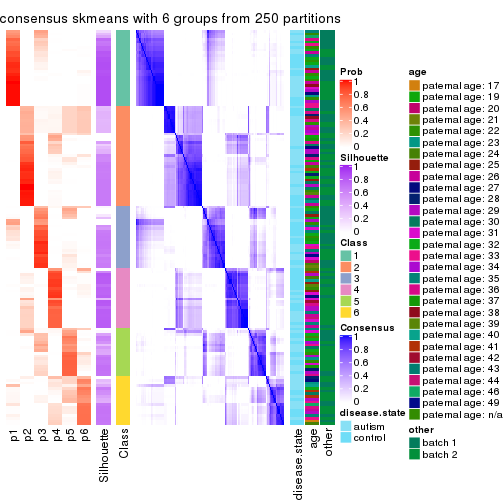 consensus skmeans with 6 groups from 250 partitions
p1
p2
p3
p4
p5
p6
Silhouette
Class
disease.state
age
other
Prob
1
0.8
0.6
0.4
0.2
0
Silhouette
1
0.8
0.6
0.4
0.2
0
Class
1
2
3
4
5
6
Consensus
1
0.8
0.6
0.4
0.2
0
disease.state
autism
control
age
paternal age: 17
paternal age: 19
paternal age: 20
paternal age: 21
paternal age: 22
paternal age: 23
paternal age: 24
paternal age: 25
paternal age: 26
paternal age: 27
paternal age: 28
paternal age: 29
paternal age: 30
paternal age: 31
paternal age: 32
paternal age: 33
paternal age: 34
paternal age: 35
paternal age: 36
paternal age: 37
paternal age: 38
paternal age: 39
paternal age: 40
paternal age: 41
paternal age: 42
paternal age: 43
paternal age: 44
paternal age: 46
paternal age: 49
paternal age: n/a
other
batch 1
batch 2